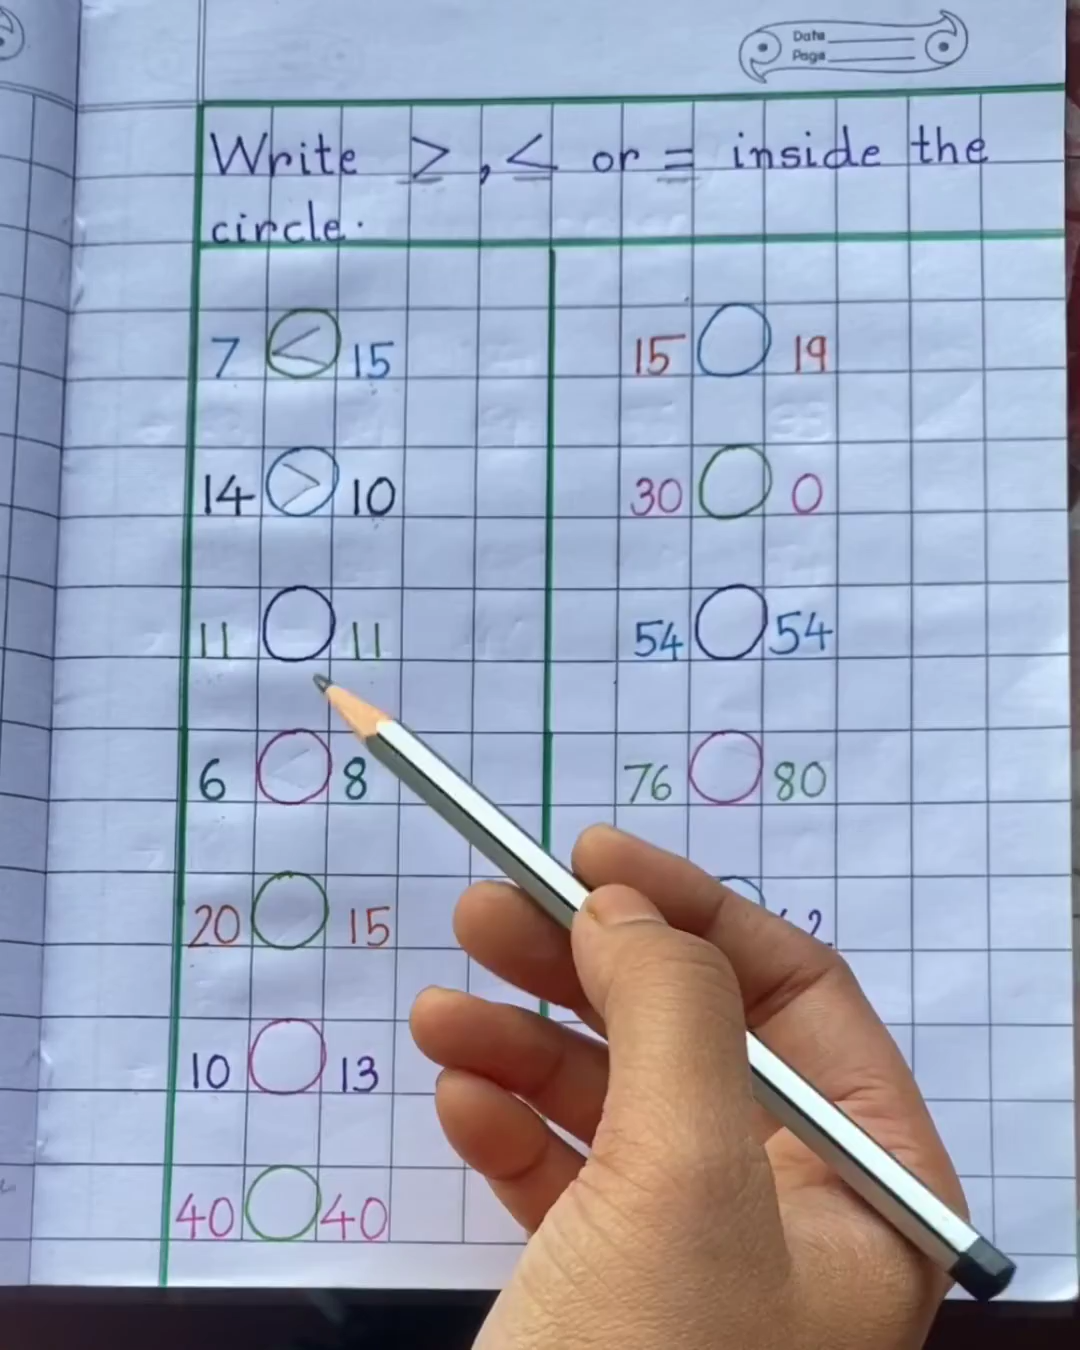 Date
Page
Write >, < or = inside the
circle.
7 < 15
14 > 10
11 11
6 8
20 15
10 13
40 40
15 19
30 0
54 54
76 80
2